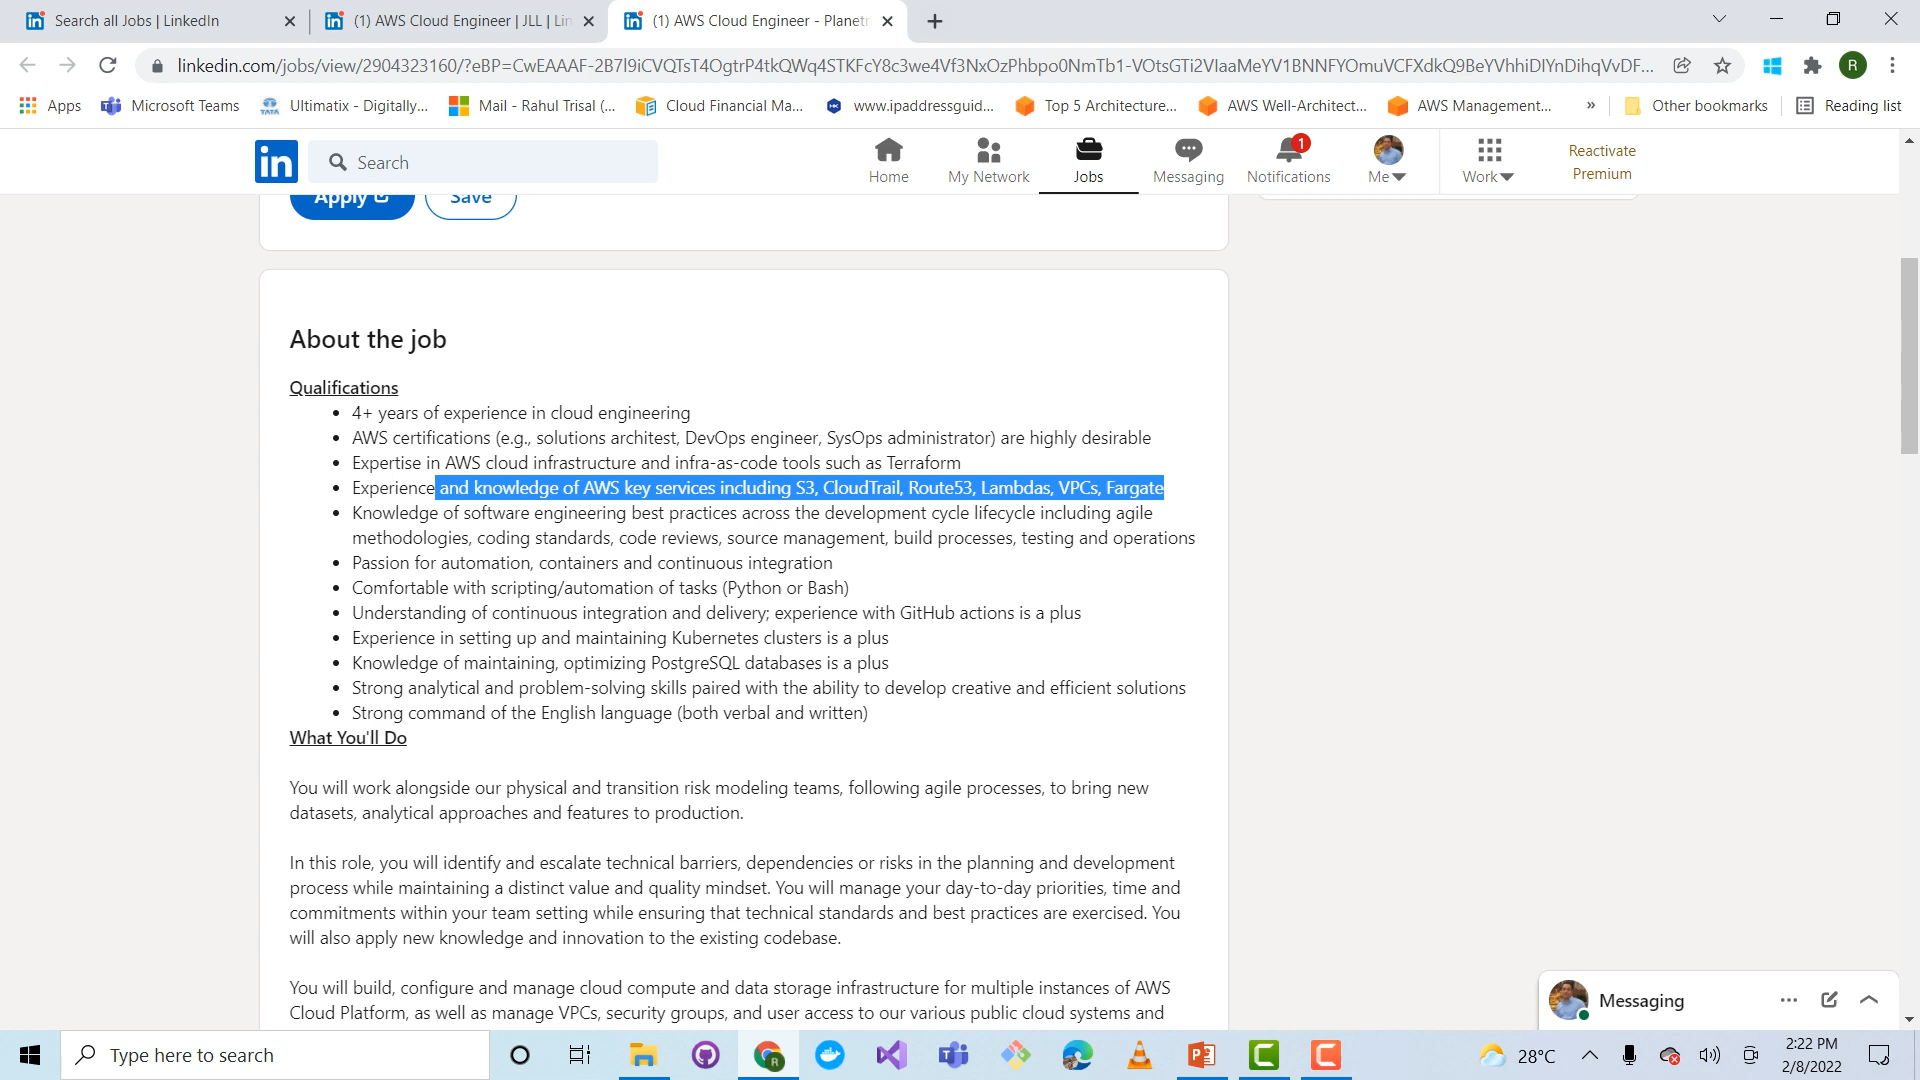 Search all Jobs | LinkedIn
(1) AWS Cloud Engineer | JLL | Lin
(1) AWS Cloud Engineer - Planetr
linkedin.com/jobs/view/2904323160/?eBP=CwEAAAF-2B7l9iCVQTsT4OgtrP4tkQWq4STKFcY8c3we4Vf3NxOzPhbpo0NmTb1-VOtsGTi2VIaaMeYV1BNNFYOmuVCFXdkQ9BeYVhhiDIYnDihqVvDF...
R
Apps
Microsoft Teams
Ultimatix - Digitally...
Mail - Rahul Trisal (...
Cloud Financial Ma...
www.ipaddressguid...
Top 5 Architecture...
AWS Well-Architect...
AWS Management...
»
Other bookmarks
Reading list
in
Search
Home
My Network
Jobs
Messaging
1
Notifications
Me
Work
Reactivate
Premium
Apply
Save
About the job
Qualifications
• 4+ years of experience in cloud engineering
• AWS certifications (e.g., solutions architest, DevOps engineer, SysOps administrator) are highly desirable
• Expertise in AWS cloud infrastructure and infra-as-code tools such as Terraform
• Experience and knowledge of AWS key services including S3, CloudTrail, Route53, Lambdas, VPCs, Fargate
• Knowledge of software engineering best practices across the development cycle lifecycle including agile
methodologies, coding standards, code reviews, source management, build processes, testing and operations
• Passion for automation, containers and continuous integration
• Comfortable with scripting/automation of tasks (Python or Bash)
• Understanding of continuous integration and delivery; experience with GitHub actions is a plus
• Experience in setting up and maintaining Kubernetes clusters is a plus
• Knowledge of maintaining, optimizing PostgreSQL databases is a plus
• Strong analytical and problem-solving skills paired with the ability to develop creative and efficient solutions
• Strong command of the English language (both verbal and written)
What You'll Do
You will work alongside our physical and transition risk modeling teams, following agile processes, to bring new
datasets, analytical approaches and features to production.
In this role, you will identify and escalate technical barriers, dependencies or risks in the planning and development
process while maintaining a distinct value and quality mindset. You will manage your day-to-day priorities, time and
commitments within your team setting while ensuring that technical standards and best practices are exercised. You
will also apply new knowledge and innovation to the existing codebase.
You will build, configure and manage cloud compute and data storage infrastructure for multiple instances of AWS
Cloud Platform, as well as manage VPCs, security groups, and user access to our various public cloud systems and
Messaging
Type here to search
28°C
2:22 PM
2/8/2022